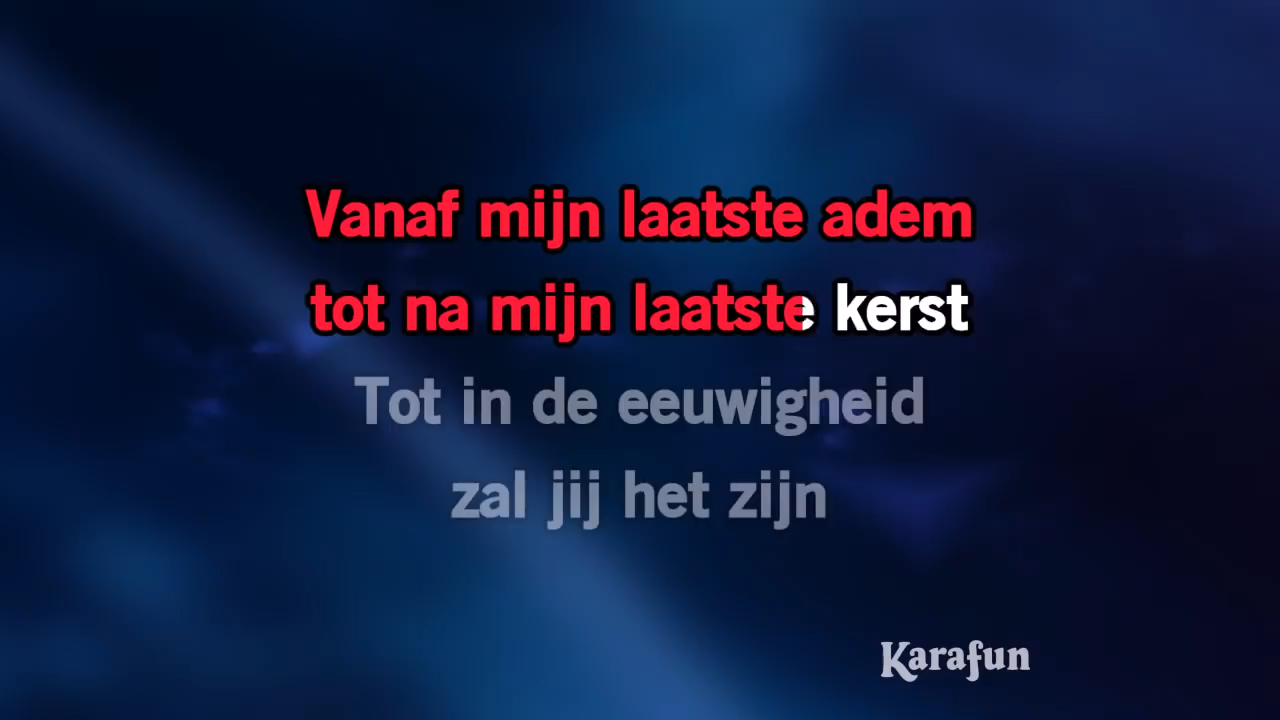 Vanaf mijn laatste adem
tot na mijn laatste kerst
Tot in de eeuwigheid
zal jij het zijn
Karafun